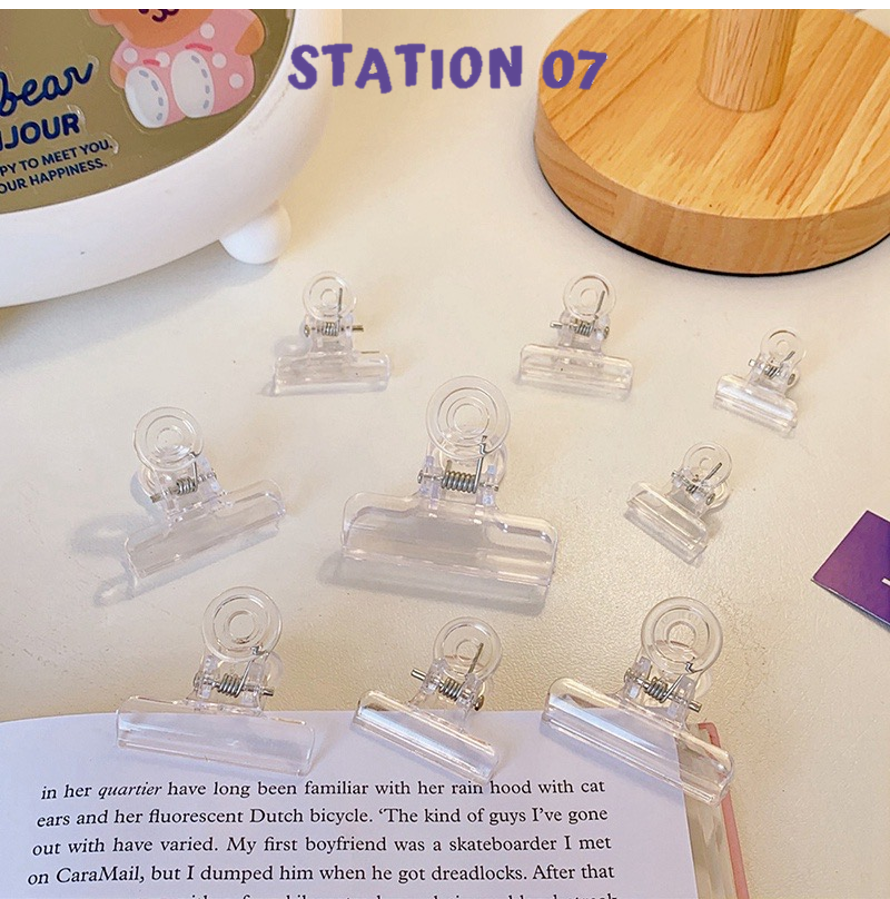 STATION 07
bear
JOUR
PY TO MEET YOU.
OUR HAPPINESS.
in her quartier have long been familiar with her rain hood with cat
ears and her fluorescent Dutch bicycle. ‘The kind of guys I’ve gone
out with have varied. My first boyfriend was a skateboarder I met
on CaraMail, but I dumped him when he got dreadlocks. After that